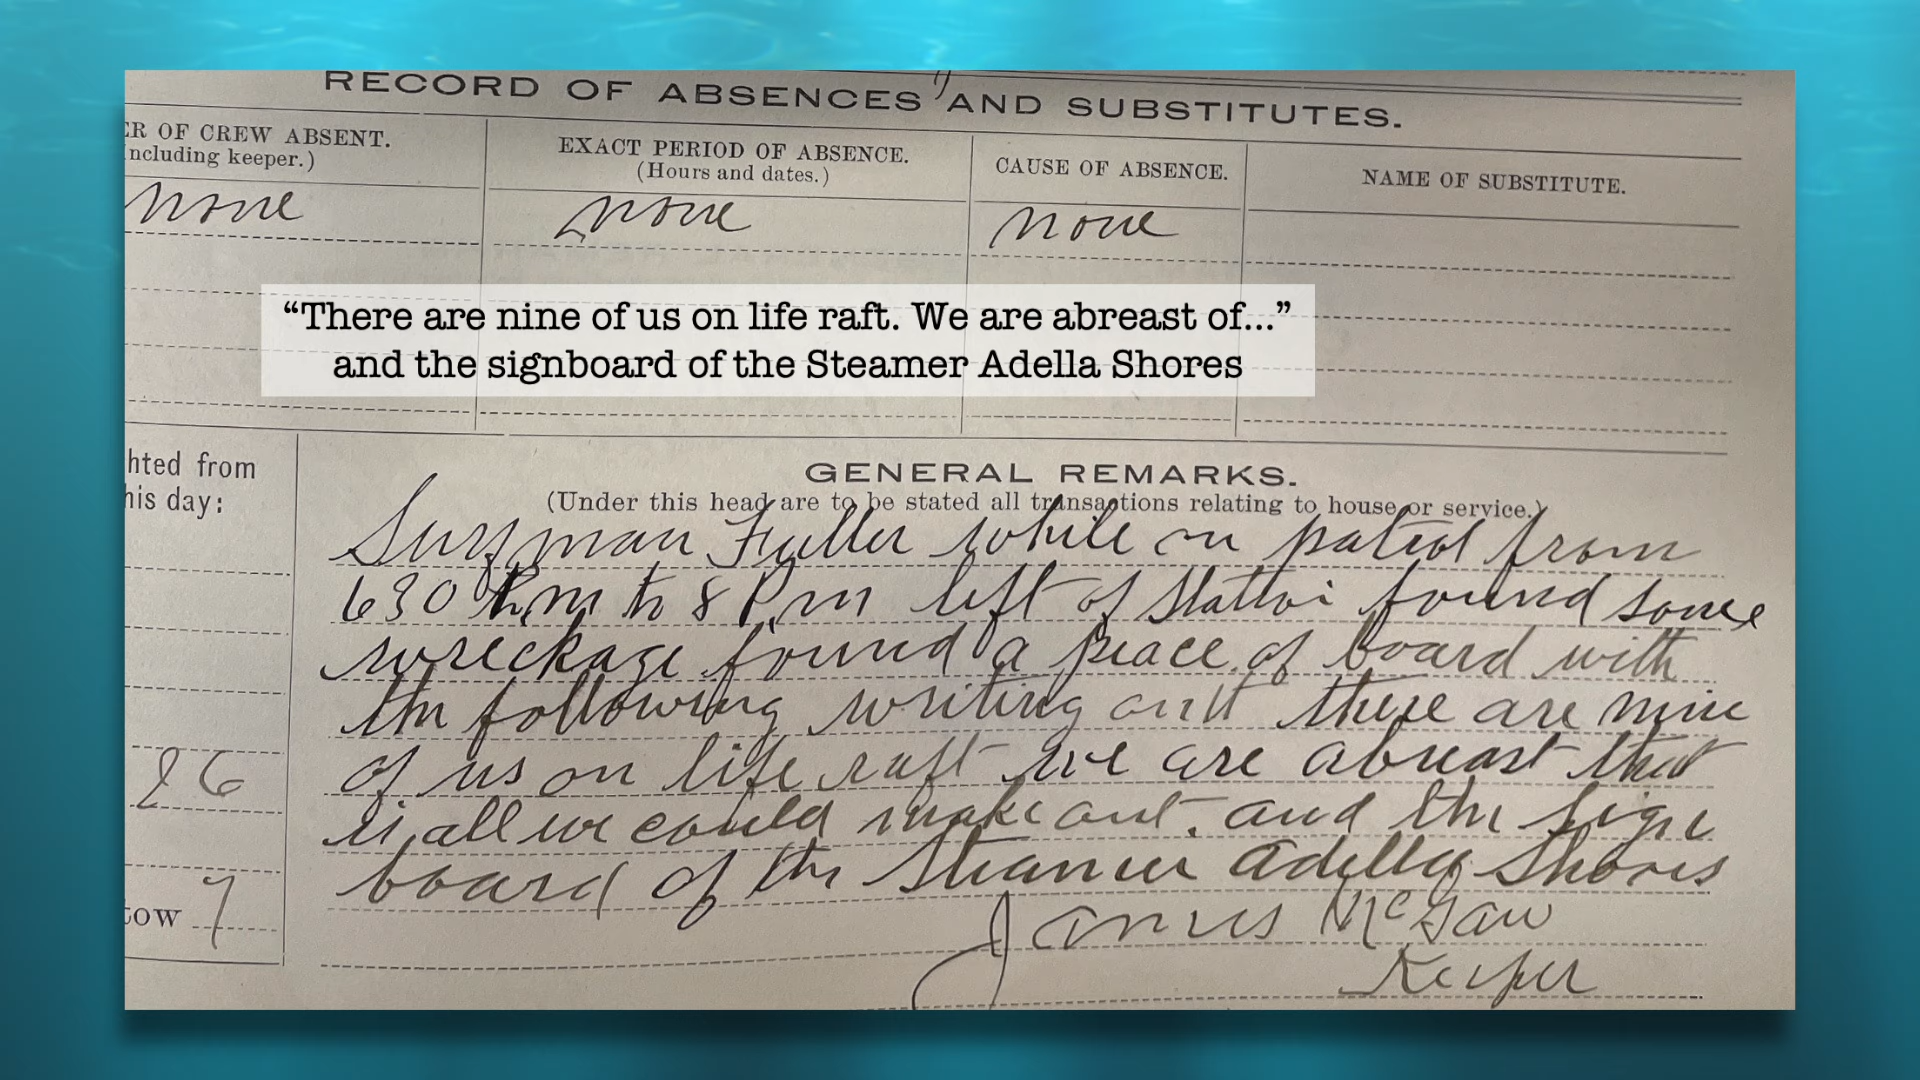 RECORD OF ABSENCES AND SUBSTITUTES.
ER OF CREW ABSENT.
ncluding keeper.)
EXACT PERIOD OF ABSENCE.
(Hours and dates.)
CAUSE OF ABSENCE.
NAME OF SUBSTITUTE.
none none none
“There are nine of us on life raft. We are abreast of...”
and the signboard of the Steamer Adella Shores
hted from
his day:
26
tow 7
GENERAL REMARKS.
(Under this head are to be stated all transactions relating to house or service.)
Surfman Fuller while on patrol from
630 Pm to 8 Pm left of Station found some
wreckage found a peace of board with
the following writing on it there are nine
of us on life raft we are abreast that
is all we could make out. and the sign
board of the Steamer Adella Shores
James McGaw
Keeper